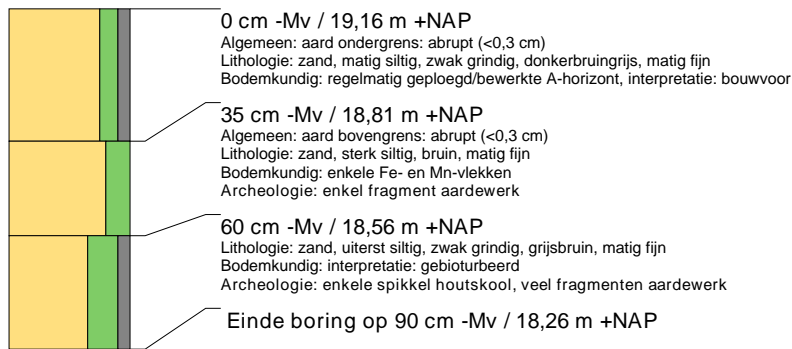 0 cm -Mv / 19,16 m +NAP
Algemeen: aard ondergrens: abrupt (<0,3 cm)
Lithologie: zand, matig siltig, zwak grindig, donkerbruingrijs, matig fijn
Bodemkundig: regelmatig geploegd/bewerkte A-horizont, interpretatie: bouwvoor
35 cm -Mv / 18,81 m +NAP
Algemeen: aard bovengrens: abrupt (<0,3 cm)
Lithologie: zand, sterk siltig, bruin, matig fijn
Bodemkundig: enkele Fe- en Mn-vlekken
Archeologie: enkel fragment aardewerk
60 cm -Mv / 18,56 m +NAP
Lithologie: zand, uiterst siltig, zwak grindig, grijsbruin, matig fijn
Bodemkundig: interpretatie: gebioturbeerd
Archeologie: enkele spikkel houtskool, veel fragmenten aardewerk
Einde boring op 90 cm -Mv / 18,26 m +NAP